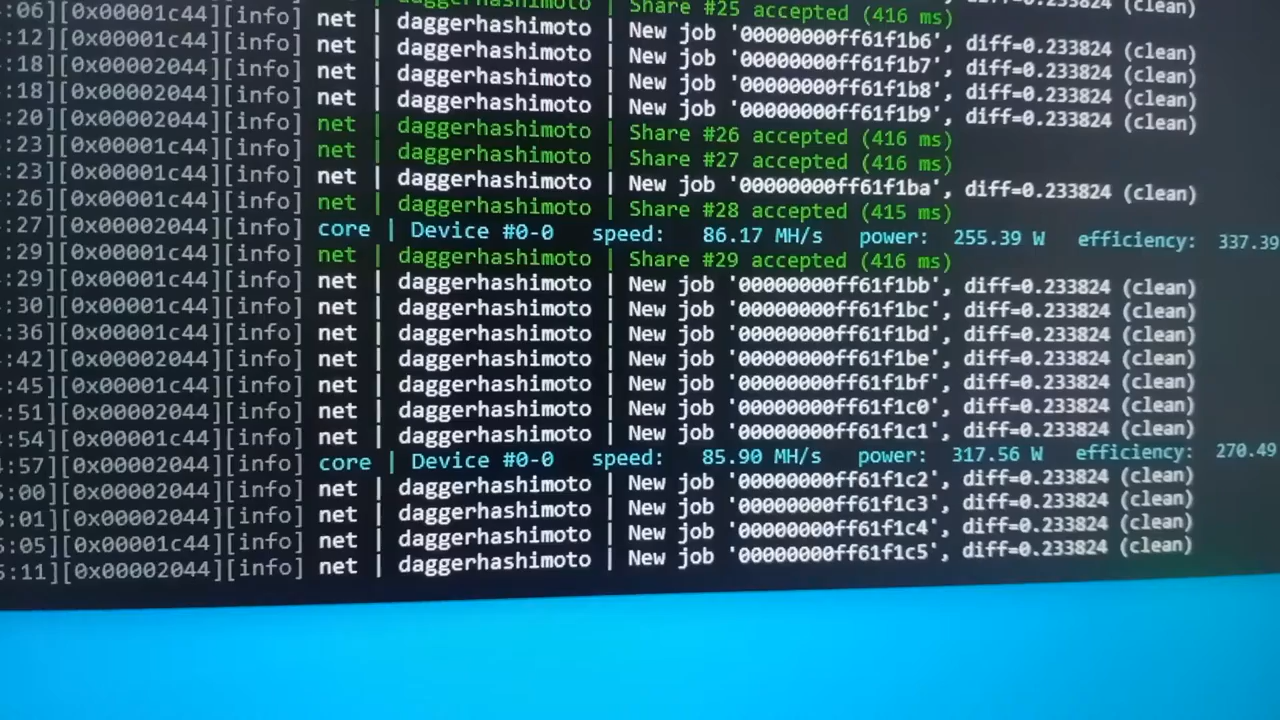 :06][0x00001c44][info] net | daggerhashimoto | Share #25 accepted (416 ms)
:12][0x00001c44][info] net | daggerhashimoto | New job '00000000ff61f1b6', diff=0.233824 (clean)
:18][0x00002044][info] net | daggerhashimoto | New job '00000000ff61f1b7', diff=0.233824 (clean)
:18][0x00002044][info] net | daggerhashimoto | New job '00000000ff61f1b8', diff=0.233824 (clean)
:20][0x00002044][info] net | daggerhashimoto | New job '00000000ff61f1b9', diff=0.233824 (clean)
:23][0x00001c44][info] net | daggerhashimoto | Share #26 accepted (416 ms)
:23][0x00001c44][info] net | daggerhashimoto | Share #27 accepted (416 ms)
:26][0x00002044][info] net | daggerhashimoto | New job '00000000ff61f1ba', diff=0.233824 (clean)
:27][0x00002044][info] net | daggerhashimoto | Share #28 accepted (415 ms)
:29][0x00001c44][info] core | Device #0-0 speed: 86.17 MH/s power: 255.39 W efficiency: 337.39
:29][0x00001c44][info] net | daggerhashimoto | Share #29 accepted (416 ms)
:30][0x00001c44][info] net | daggerhashimoto | New job '00000000ff61f1bb', diff=0.233824 (clean)
:36][0x00001c44][info] net | daggerhashimoto | New job '00000000ff61f1bc', diff=0.233824 (clean)
:42][0x00002044][info] net | daggerhashimoto | New job '00000000ff61f1bd', diff=0.233824 (clean)
:45][0x00001c44][info] net | daggerhashimoto | New job '00000000ff61f1be', diff=0.233824 (clean)
:51][0x00002044][info] net | daggerhashimoto | New job '00000000ff61f1bf', diff=0.233824 (clean)
:54][0x00001c44][info] net | daggerhashimoto | New job '00000000ff61f1c0', diff=0.233824 (clean)
:57][0x00002044][info] net | daggerhashimoto | New job '00000000ff61f1c1', diff=0.233824 (clean)
:00][0x00002044][info] core | Device #0-0 speed: 85.90 MH/s power: 317.56 W efficiency: 270.49
:01][0x00002044][info] net | daggerhashimoto | New job '00000000ff61f1c2', diff=0.233824 (clean)
:05][0x00001c44][info] net | daggerhashimoto | New job '00000000ff61f1c3', diff=0.233824 (clean)
5:11][0x00002044][info] net | daggerhashimoto | New job '00000000ff61f1c4', diff=0.233824 (clean)
net | daggerhashimoto | New job '00000000ff61f1c5', diff=0.233824 (clean)